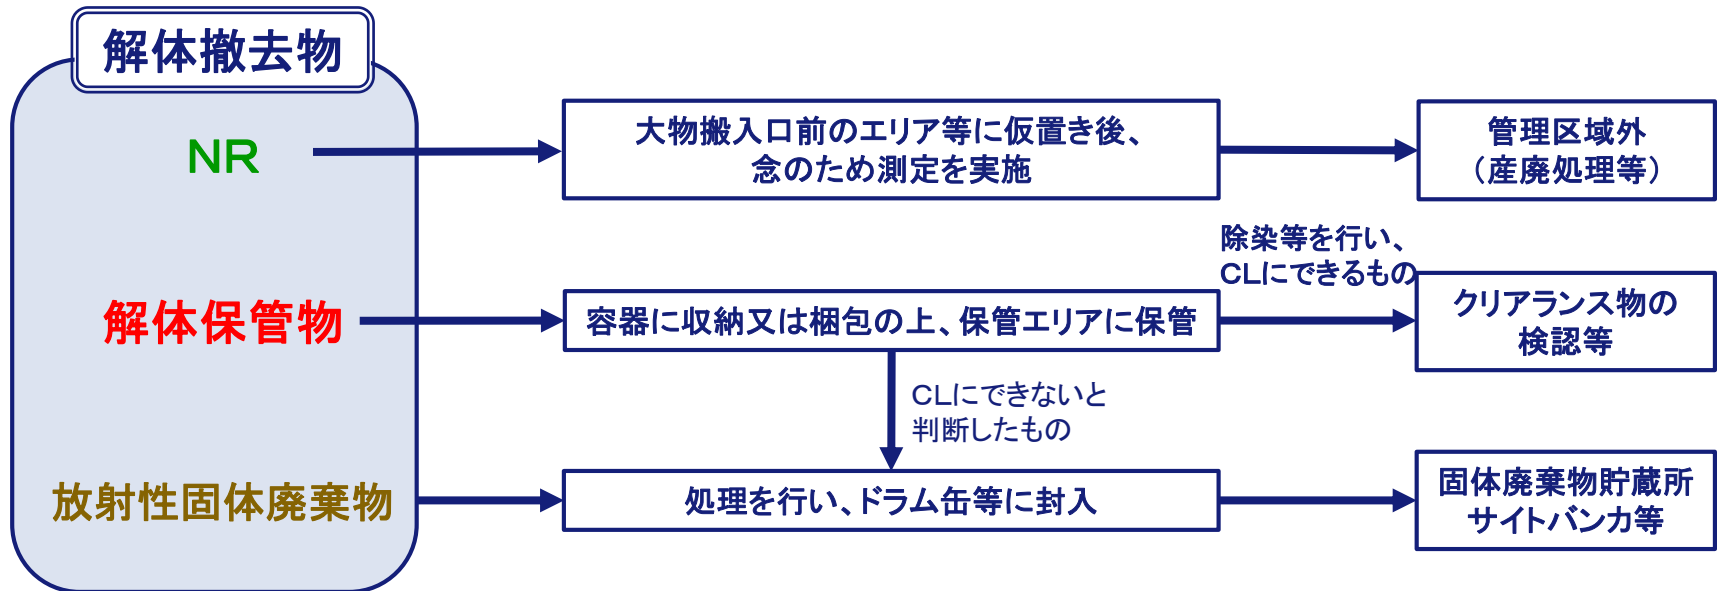 解体撤去物
NR
大物搬入口前のエリア等に仮置き後、
念のため測定を実施
管理区域外
（産廃処理等）
解体保管物
容器に収納又は梱包の上、保管エリアに保管
除染等を行い、
CLにできるもの
クリアランス物の
検認等
CLにできないと
判断したもの
放射性固体廃棄物
処理を行い、ドラム缶等に封入
固体廃棄物貯蔵所
サイトバンカ等